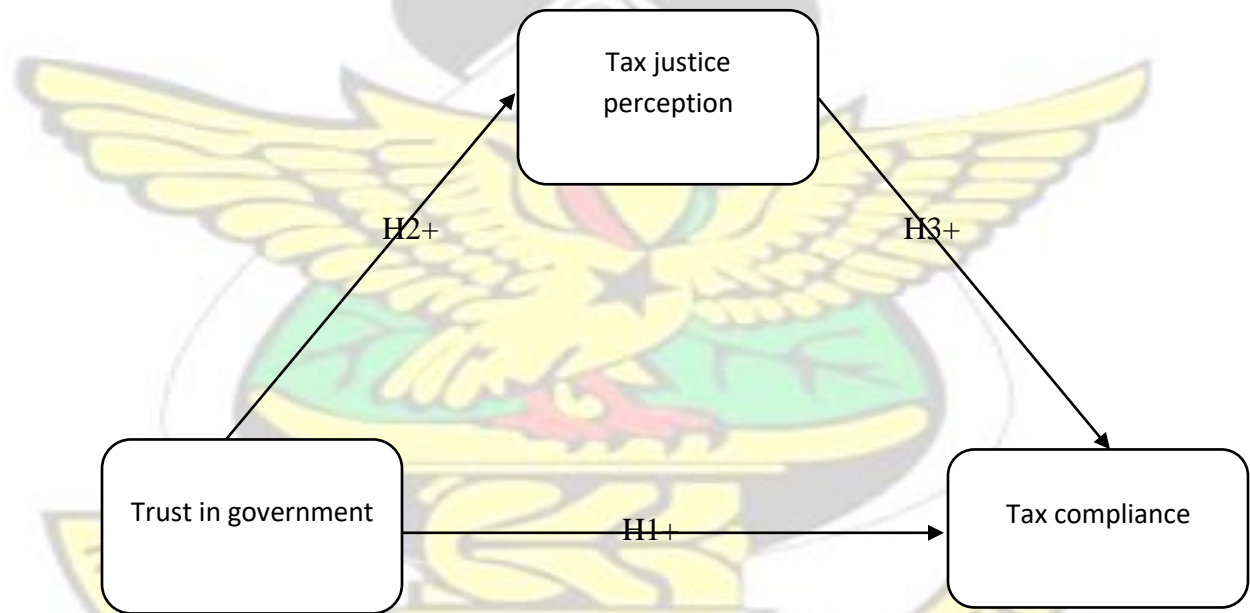 Tax justice
perception
H2+
H3+
Trust in government
H1+
Tax compliance